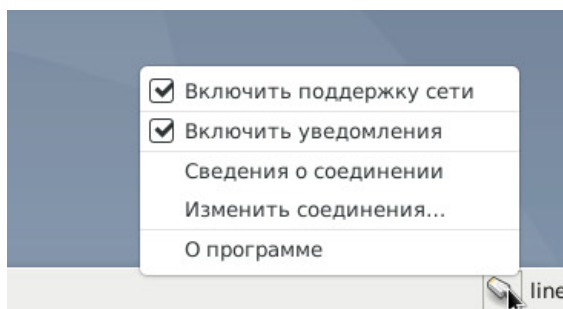 Включить поддержку сети
Включить уведомления
Сведения о соединении
Изменить соединения...
О программе
line